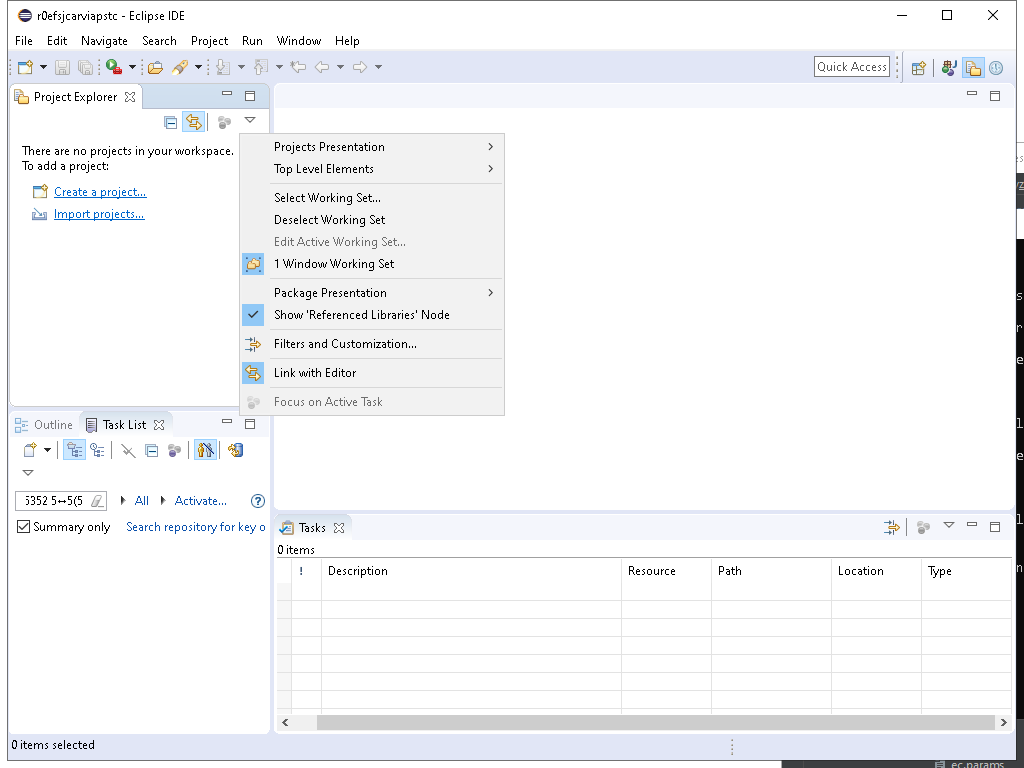 r0efsjcarviapstc - Eclipse IDE
File Edit Navigate Search Project Run Window Help
Quick Access
Project Explorer
There are no projects in your workspace.
To add a project:
Create a project...
Import projects...
Projects Presentation
Top Level Elements
Select Working Set...
Deselect Working Set
Edit Active Working Set...
1 Window Working Set
Package Presentation
Show 'Referenced Libraries' Node
Filters and Customization...
Link with Editor
Focus on Active Task
Outline Task List
5352 5↔5(5 All Activate...
Summary only Search repository for key o
Tasks
0 items
! Description Resource Path Location Type
0 items selected
ec.params